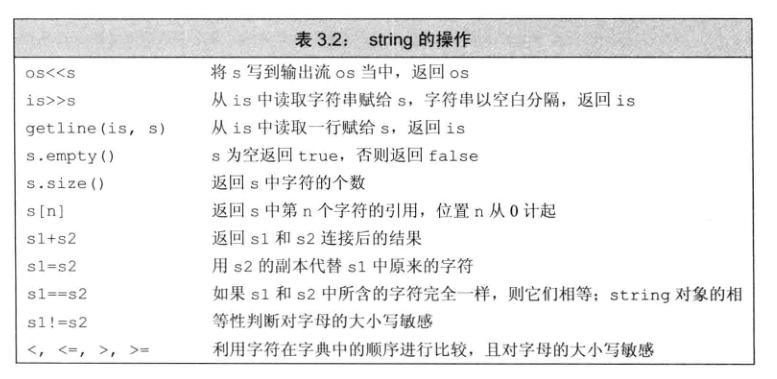 表 3.2： string 的操作
os<<s 将 s 写到输出流 os 当中，返回 os
is>>s 从 is 中读取字符串赋给 s，字符串以空白分隔，返回 is
getline(is, s) 从 is 中读取一行赋给 s，返回 is
s.empty() s 为空返回 true，否则返回 false
s.size() 返回 s 中字符的个数
s[n] 返回 s 中第 n 个字符的引用，位置 n 从 0 计起
s1+s2 返回 s1 和 s2 连接后的结果
s1=s2 用 s2 的副本代替 s1 中原来的字符
s1==s2 如果 s1 和 s2 中所含的字符完全一样，则它们相等；string 对象的相
s1!=s2 等性判断对字母的大小写敏感
<, <=, >, >= 利用字符在字典中的顺序进行比较，且对字母的大小写敏感